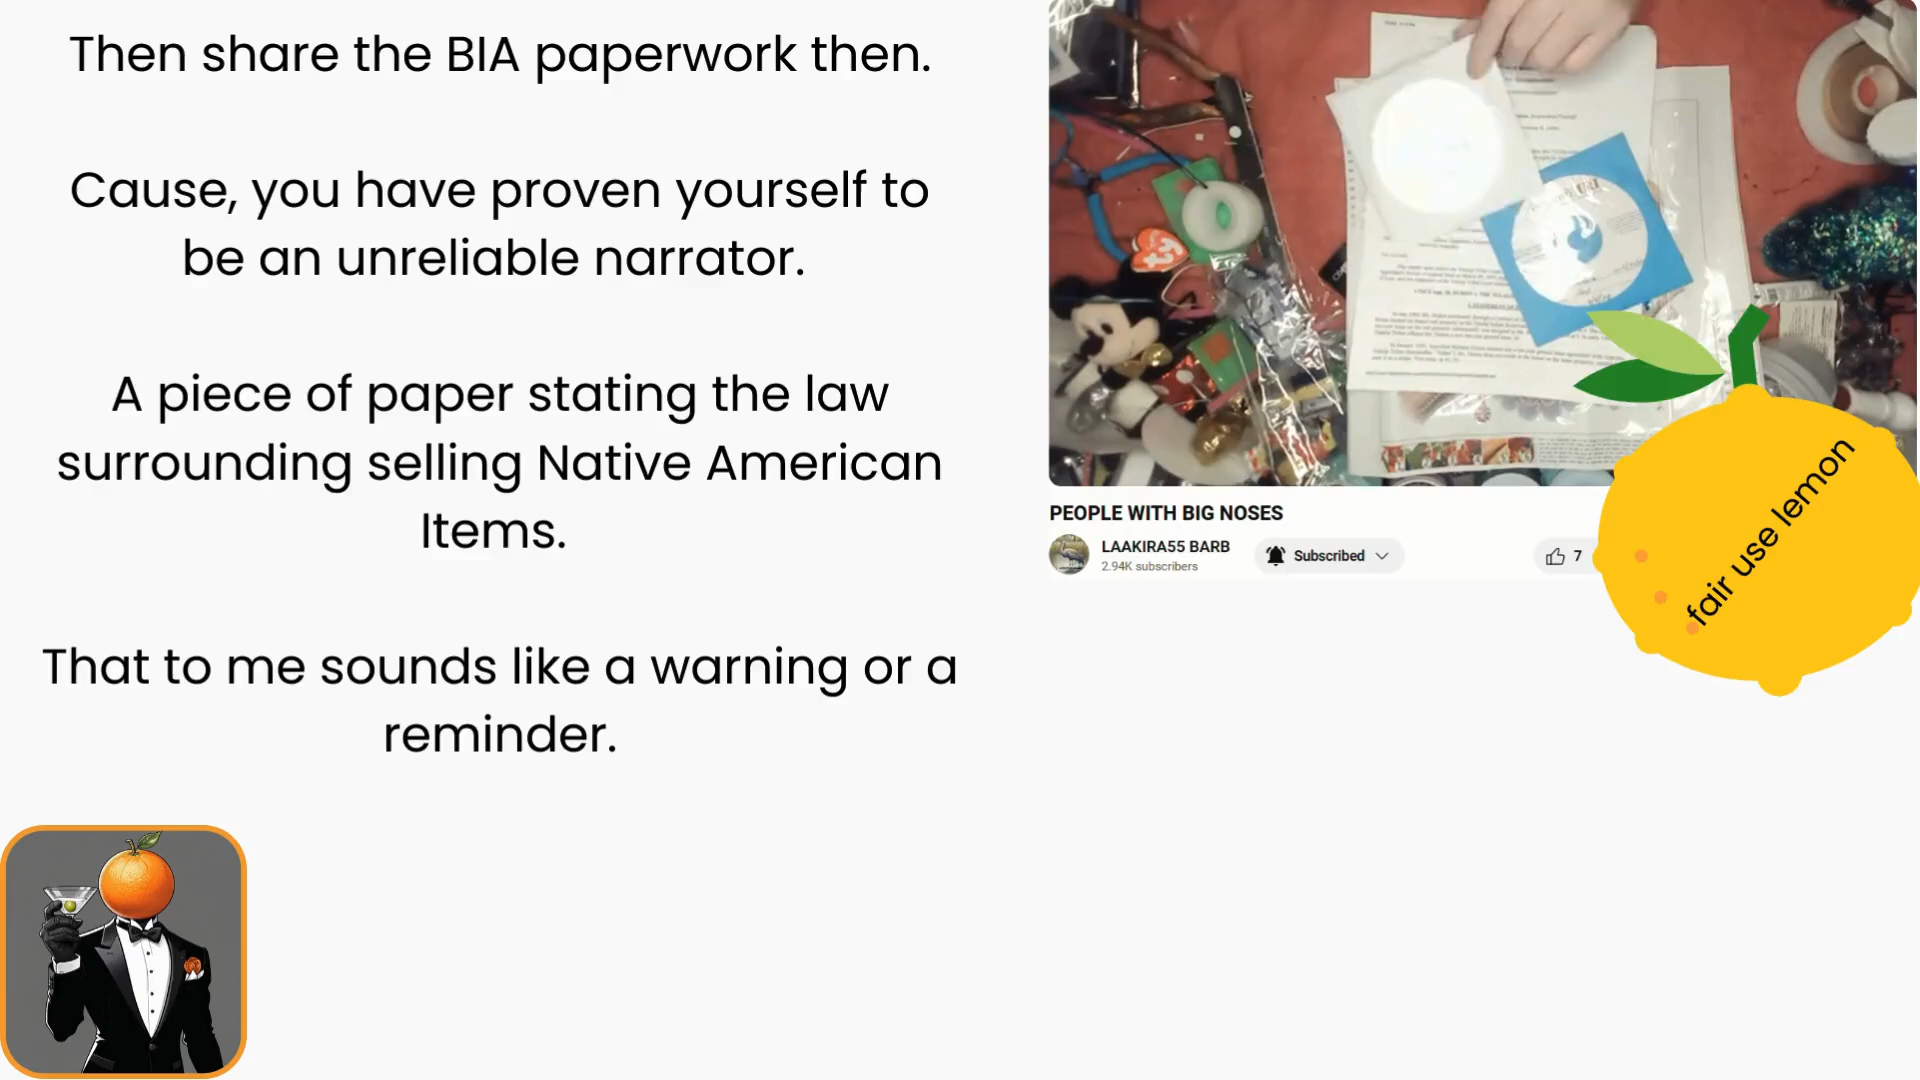 Then share the BIA paperwork then.
Cause, you have proven yourself to
be an unreliable narrator.
A piece of paper stating the law
surrounding selling Native American
Items.
That to me sounds like a warning or a
reminder.
PEOPLE WITH BIG NOSES
LAAKIRA55 BARB
2.94K subscribers
Subscribed
7
fair use lemon
ty